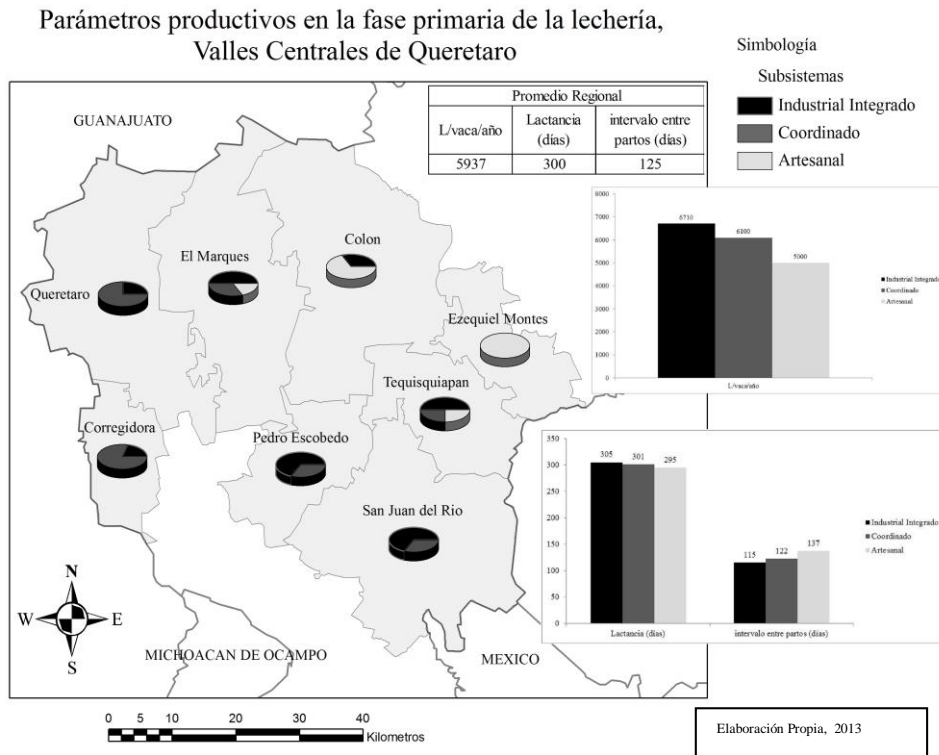 Parámetros productivos en la fase primaria de la lechería,
Valles Centrales de Queretaro
Simbología
Subsistemas
Industrial Integrado
Coordinado
Artesanal
Promedio Regional
L/vaca/año
Lactancia
(días)
intervalo entre
partos (días)
5937
300
125
GUANAJUATO
Colon
El Marques
Queretaro
Ezequiel Montes
Tequisquiapan
Corregidora
Pedro Escobedo
San Juan del Rio
MICHOACAN DE OCAMPO
MEXICO
N
W
E
S
8000
7000
6000
5000
4000
3000
2000
1000
0
6710
6100
5000
L/vaca/año
Industrial Integrado
Coordinado
Artesanal
350
300
250
200
150
100
50
0
305
301
295
115
122
137
Lactancia (días)
intervalo entre partos (días)
Industrial Integrado
Coordinado
Artesanal
0 5 10 20 30 40
Kilometros
Elaboración Propia, 2013